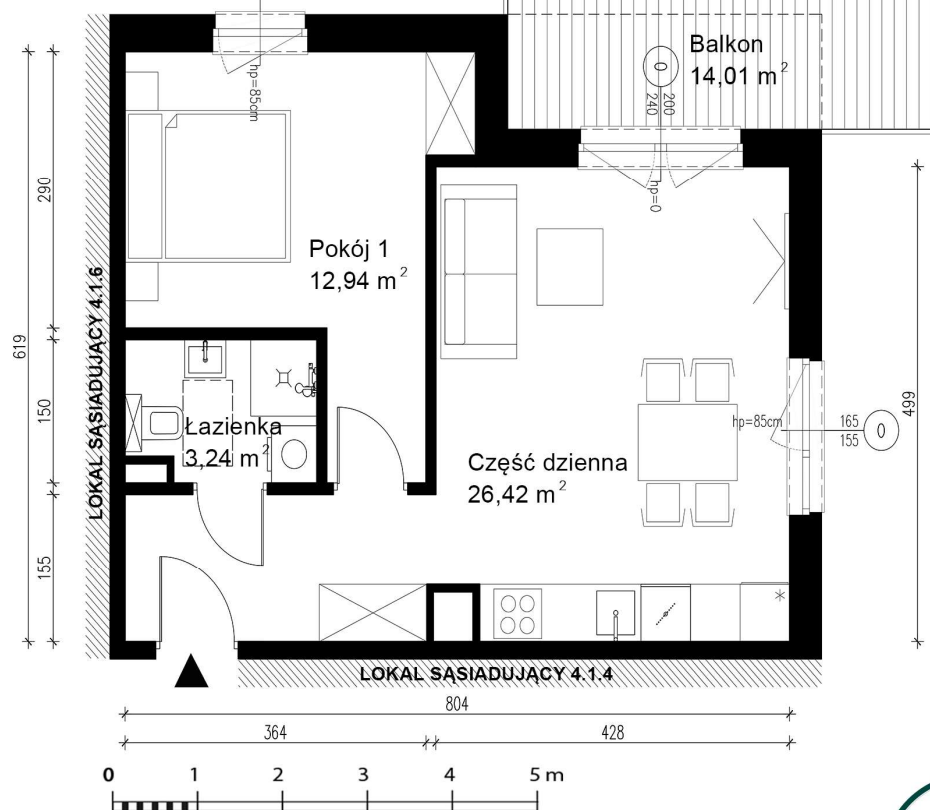 Balkon
14,01 m²
200
240
hp=85cm
hp=0
290
Pokój 1
12,94 m²
LOKAL SĄSIADUJĄCY 4.1.6
619
150
499
hp=85cm
165
155
0
0
Łazienka
3,24 m²
Część dzienna
26,42 m²
155
LOKAL SĄSIADUJĄCY 4.1.4
804
364
428
0 1 2 3 4 5 m